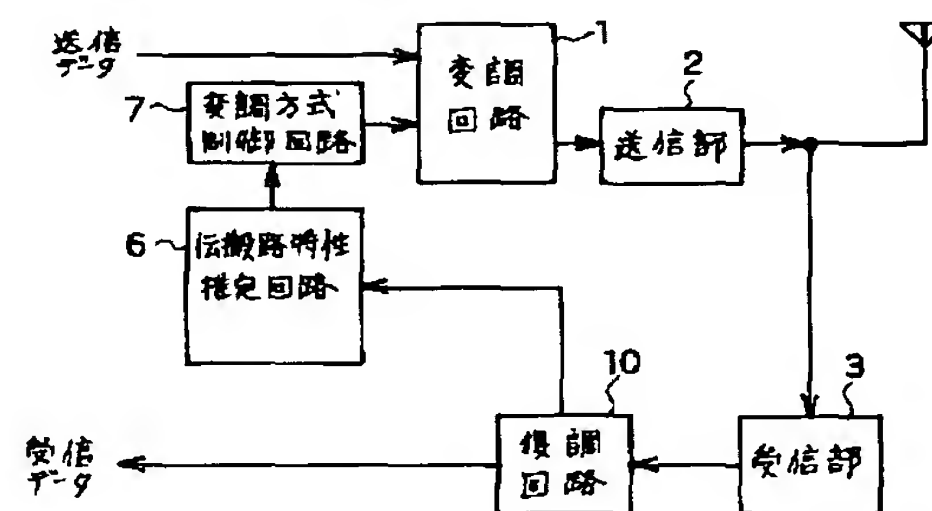 送信
データ
1
変調
回路
2
送信部
7
変調方式
制御回路
6
伝搬路特性
推定回路
10
復調
回路
3
受信部
受信
データ